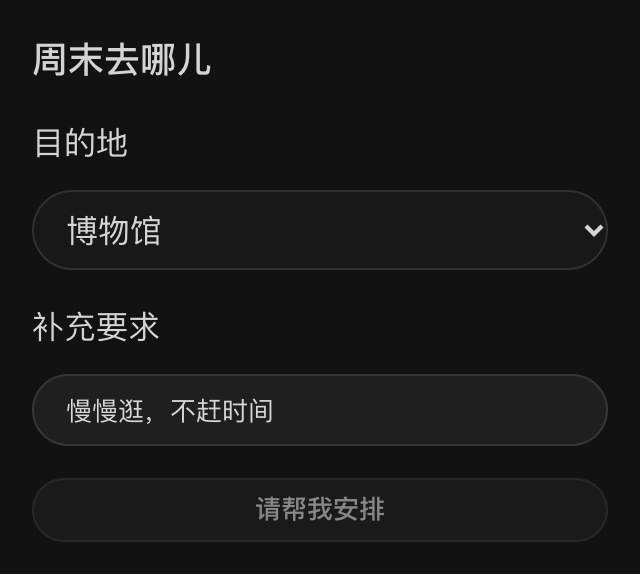 周末去哪儿
目的地
博物馆
补充要求
慢慢逛，不赶时间
请帮我安排